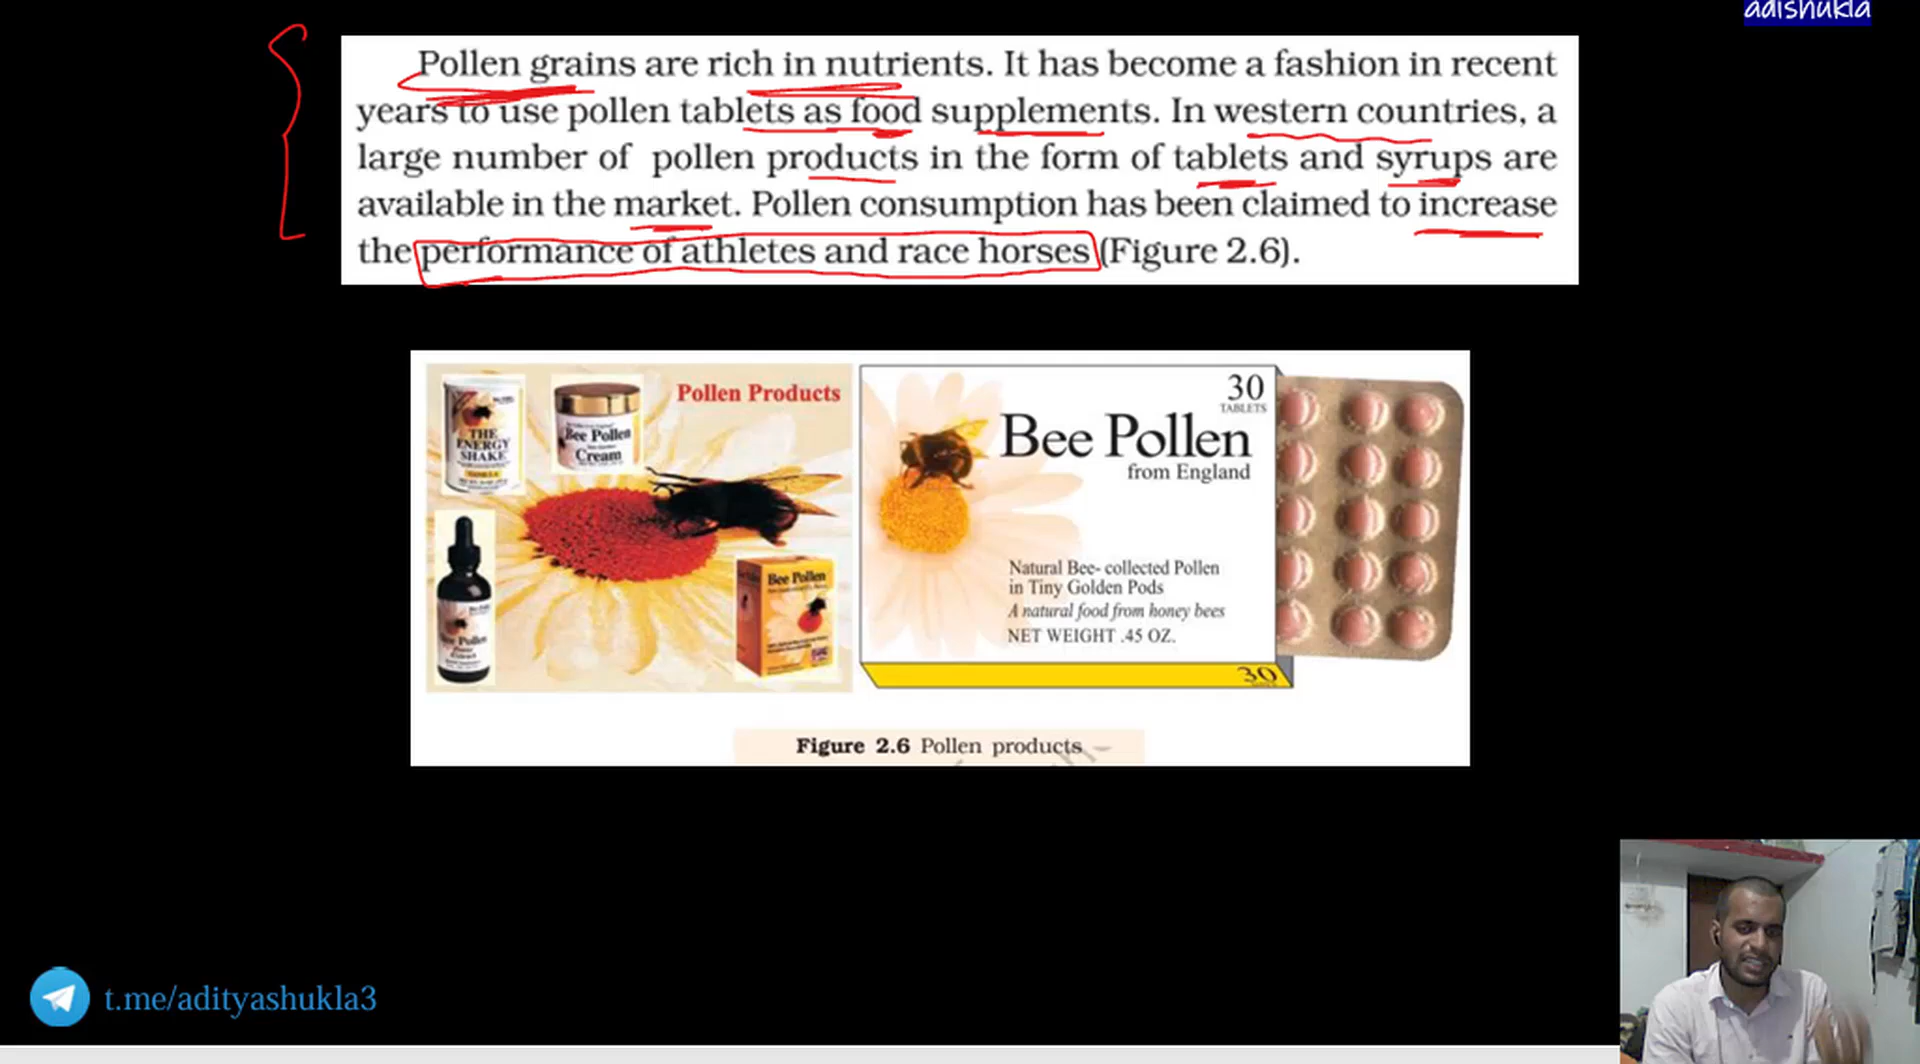 adishukla
Pollen grains are rich in nutrients. It has become a fashion in recent
years to use pollen tablets as food supplements. In western countries, a
large number of pollen products in the form of tablets and syrups are
available in the market. Pollen consumption has been claimed to increase
the performance of athletes and race horses (Figure 2.6).
Pollen Products
THE
ENERGY
SHAKE
Bee Pollen
Cream
Bee Pollen
Bee Pollen
30
TABLETS
Bee Pollen
from England
Natural Bee- collected Pollen
in Tiny Golden Pods
A natural food from honey bees
NET WEIGHT .45 OZ.
30
Figure 2.6 Pollen products
t.me/adityashukla3